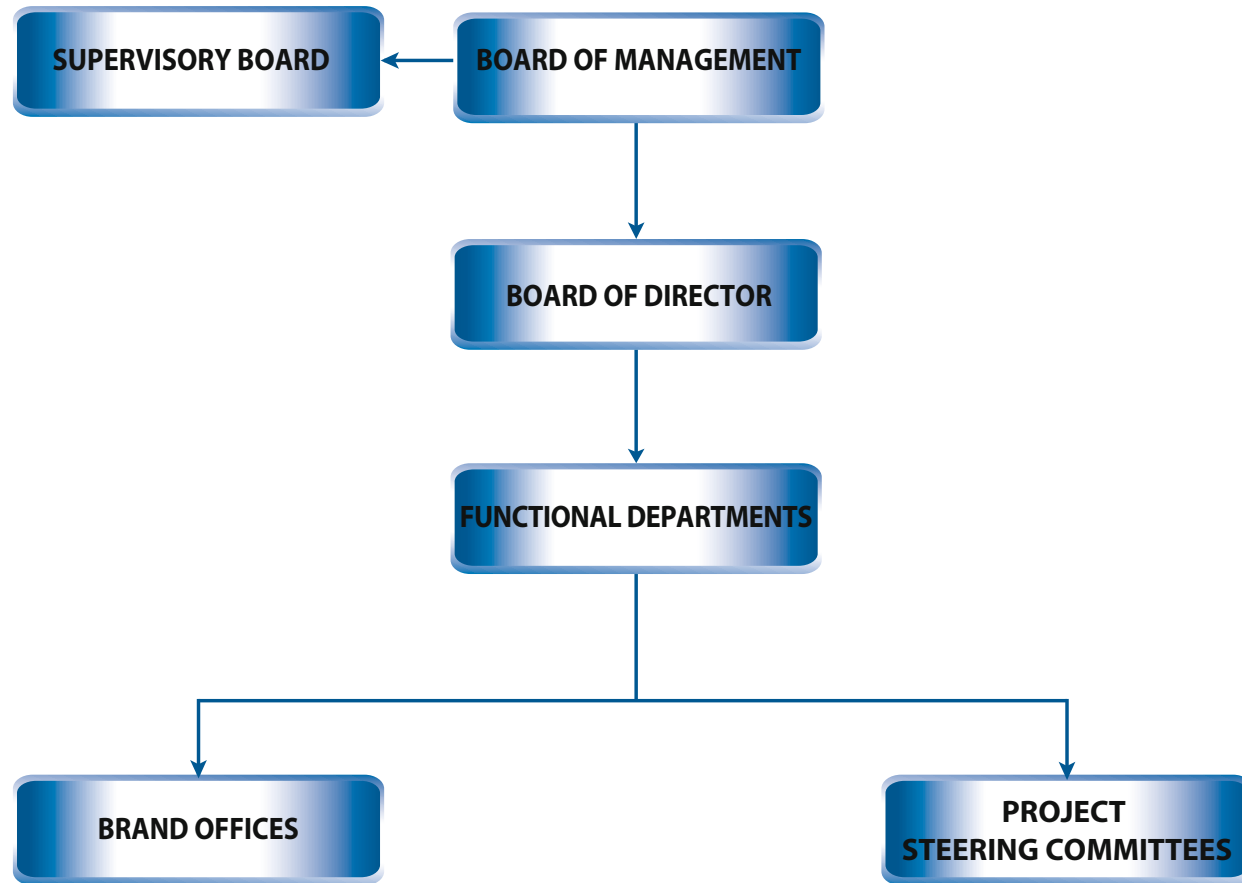 SUPERVISORY BOARD
BOARD OF MANAGEMENT
BOARD OF DIRECTOR
FUNCTIONAL DEPARTMENTS
BRAND OFFICES
PROJECT
STEERING COMMITTEES